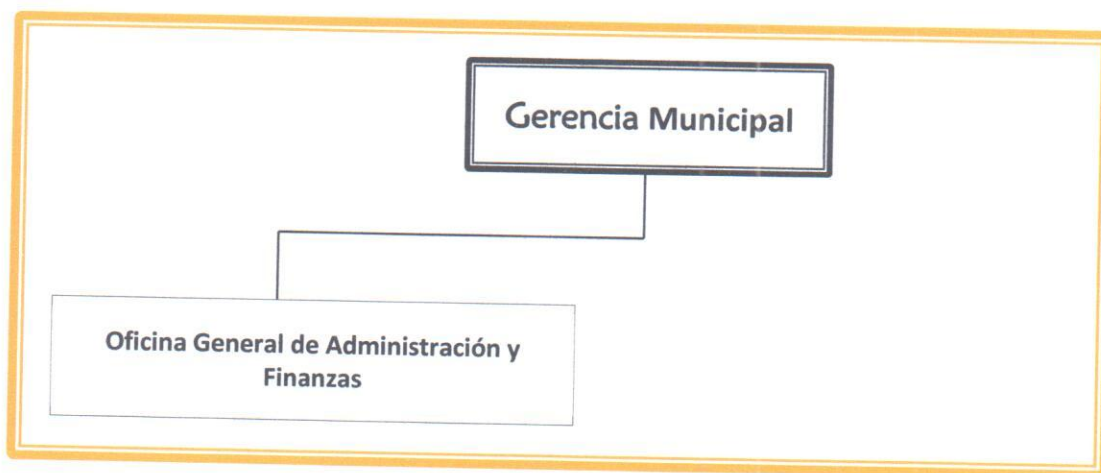 Gerencia Municipal
Oficina General de Administración y
Finanzas